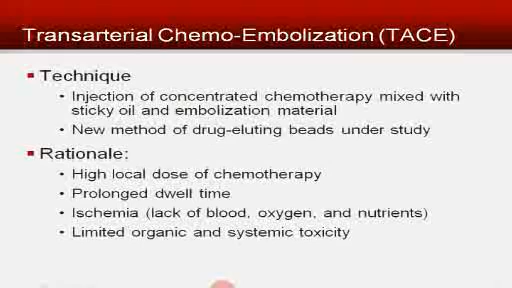 Transarterial Chemo-Embolization (TACE)
Technique
• Injection of concentrated chemotherapy mixed with
sticky oil and embolization material
• New method of drug-eluting beads under study
Rationale:
• High local dose of chemotherapy
• Prolonged dwell time
• Ischemia (lack of blood, oxygen, and nutrients)
• Limited organic and systemic toxicity